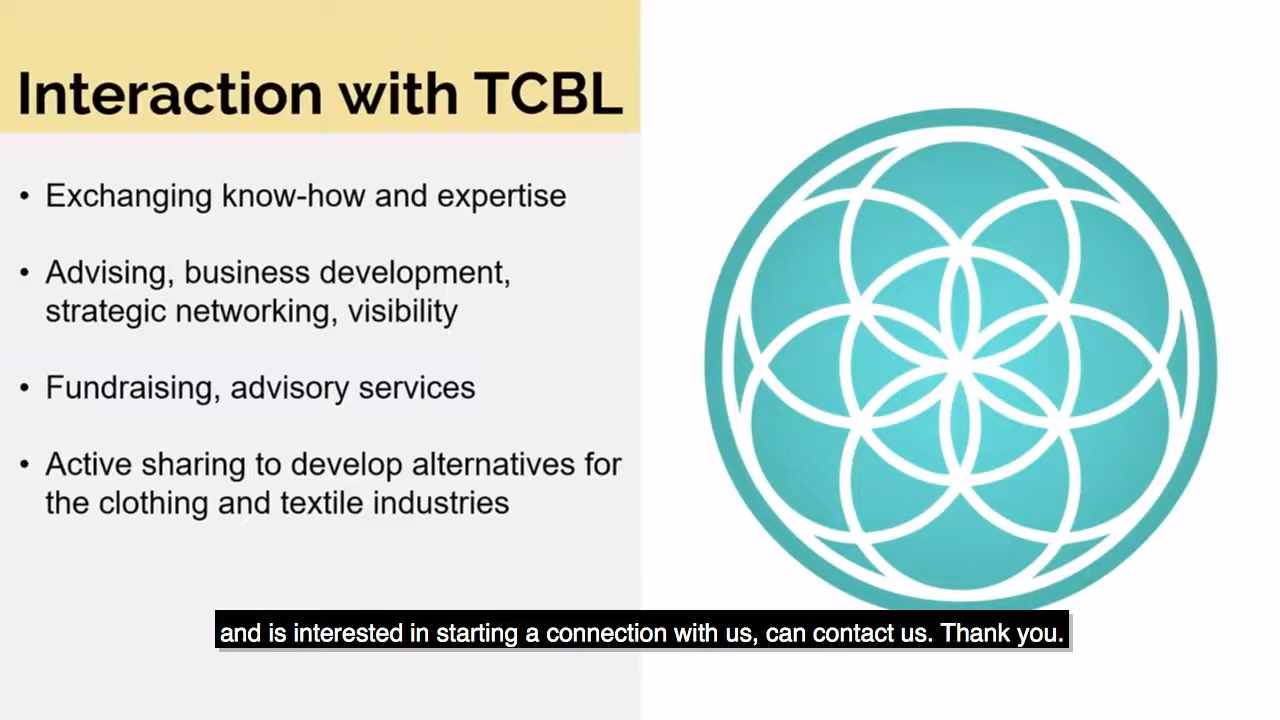 Interaction with TCBL
• Exchanging know-how and expertise
• Advising, business development,
strategic networking, visibility
• Fundraising, advisory services
• Active sharing to develop alternatives for
the clothing and textile industries
and is interested in starting a connection with us, can contact us. Thank you.